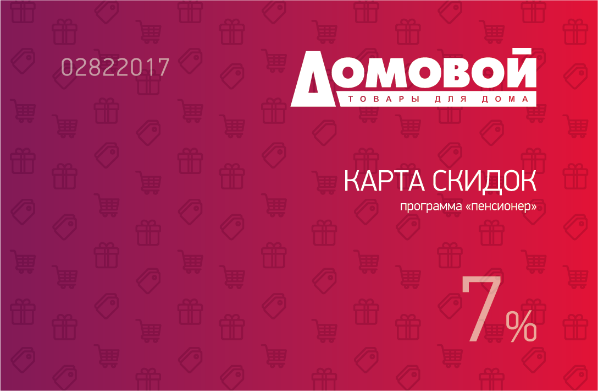 02822017
ДОМОВОЙ
ТОВАРЫ ДЛЯ ДОМА
КАРТА СКИДОК
программа «пенсионер»
7%